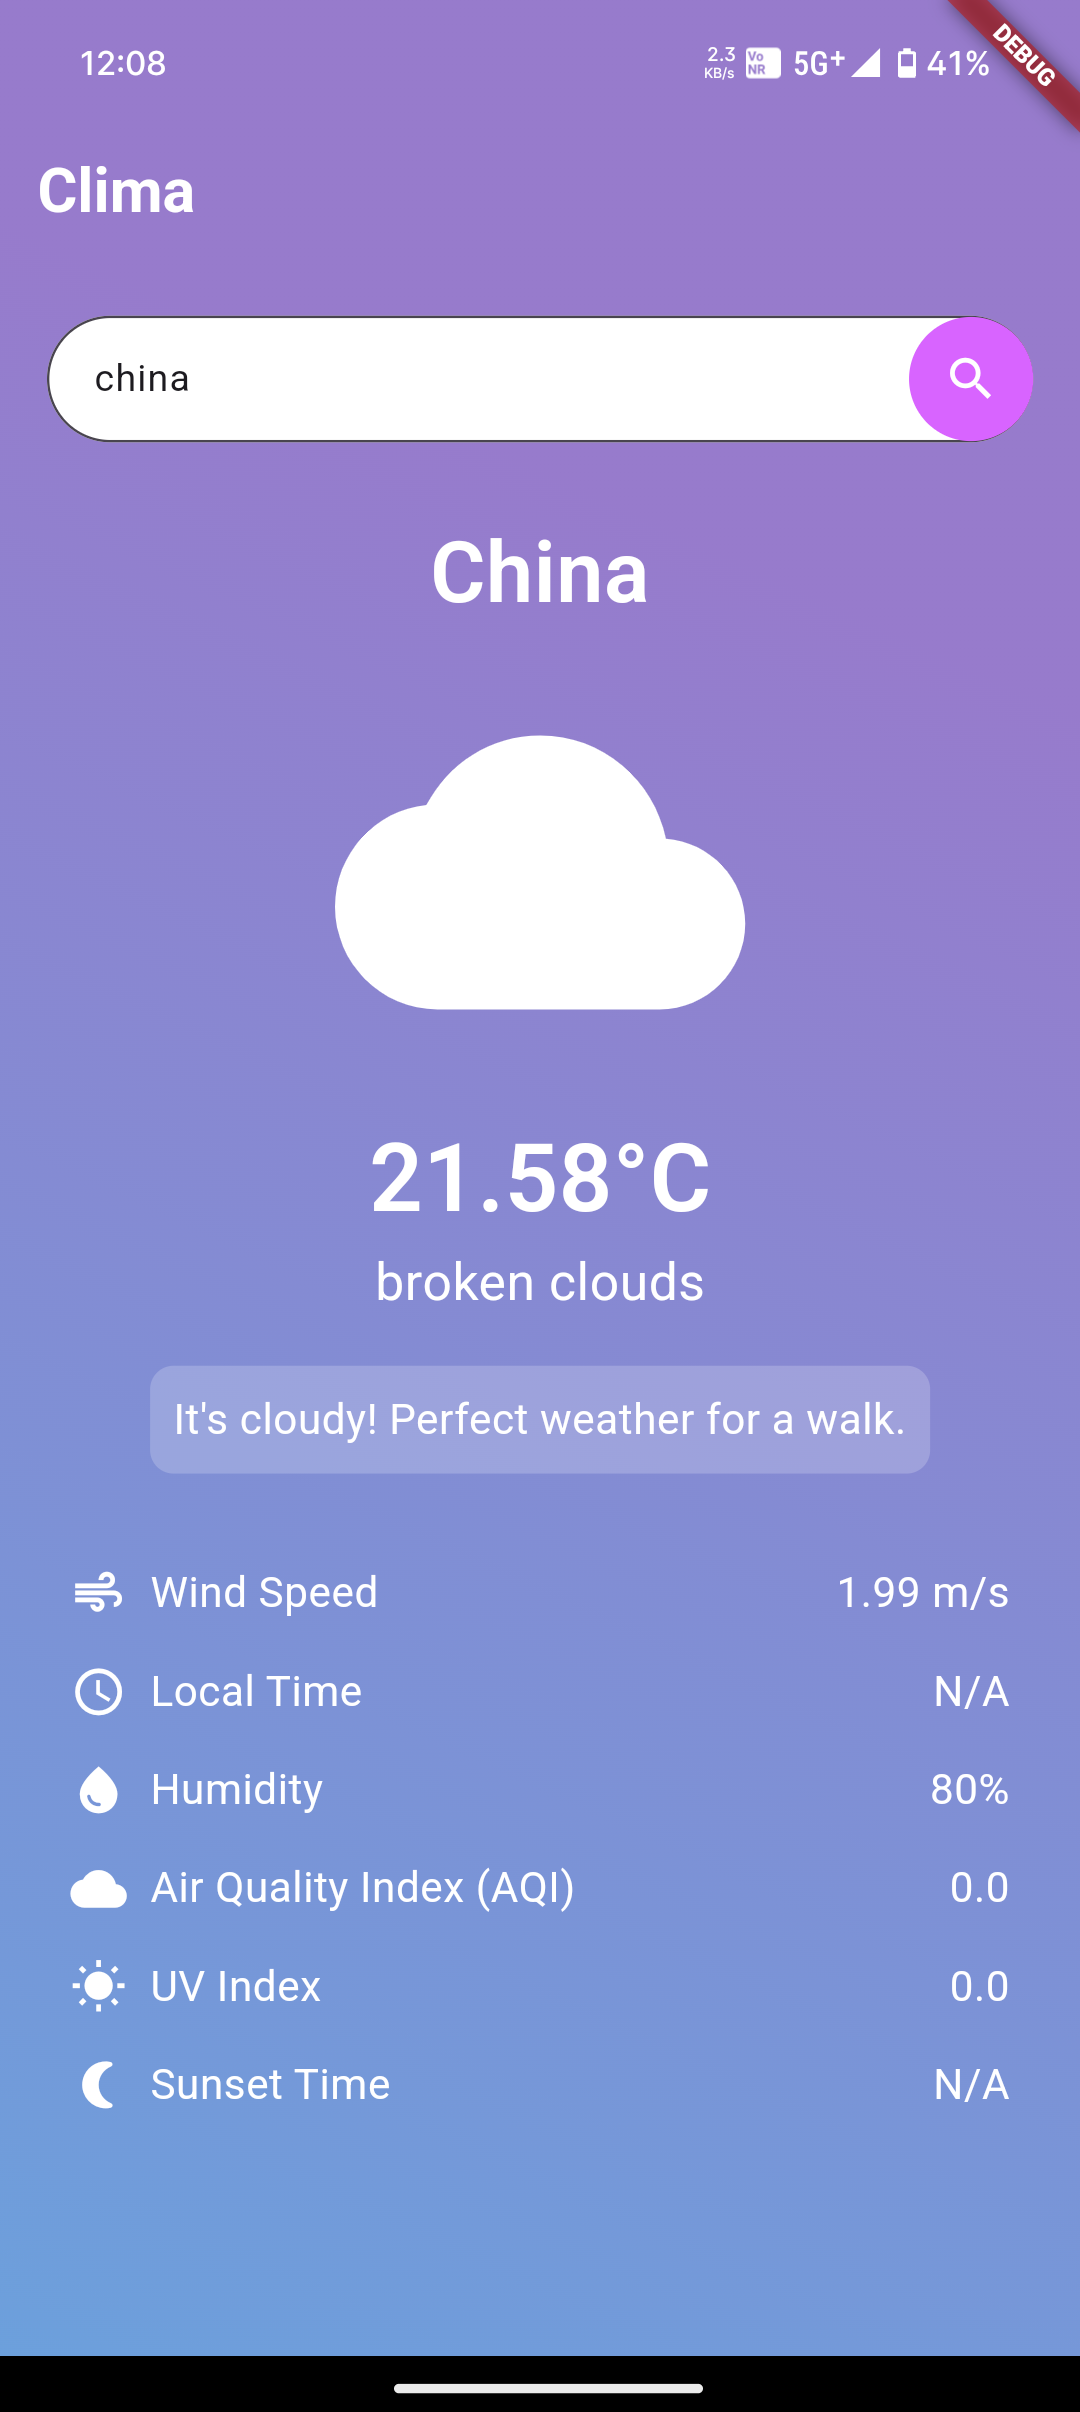 12:08 2.3 KB/s Vo NR 5G+ 41% DEBUG
Clima
china
China
21.58°C
broken clouds
It's cloudy! Perfect weather for a walk.
Wind Speed 1.99 m/s
Local Time N/A
Humidity 80%
Air Quality Index (AQI) 0.0
UV Index 0.0
Sunset Time N/A